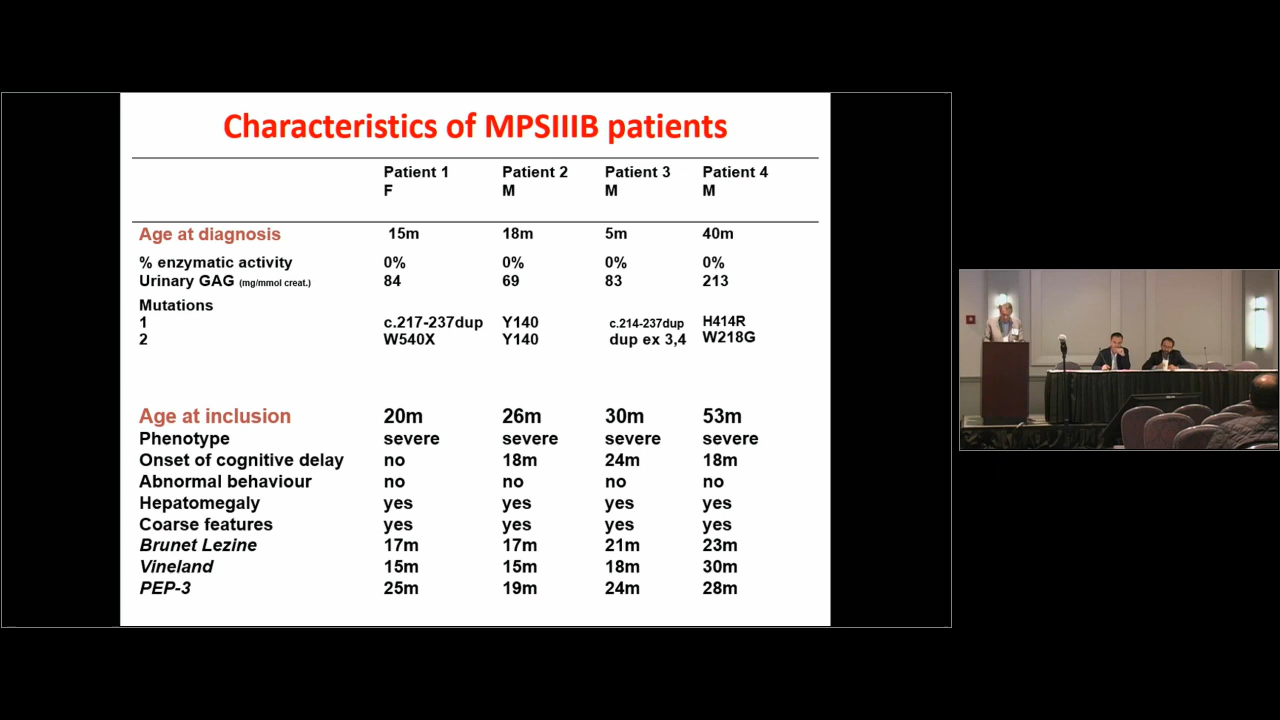 Characteristics of MPSIIIB patients
Patient 1 Patient 2 Patient 3 Patient 4
F M M M
Age at diagnosis 15m 18m 5m 40m
% enzymatic activity 0% 0% 0% 0%
Urinary GAG (mg/mmol creat.) 84 69 83 213
Mutations
1 c.217-237dup Y140 c.214-237dup H414R
2 W540X Y140 dup ex 3,4 W218G
Age at inclusion 20m 26m 30m 53m
Phenotype severe severe severe severe
Onset of cognitive delay no 18m 24m 18m
Abnormal behaviour no no no no
Hepatomegaly yes yes yes yes
Coarse features yes yes yes yes
Brunet Lezine 17m 17m 21m 23m
Vineland 15m 15m 18m 30m
PEP-3 25m 19m 24m 28m